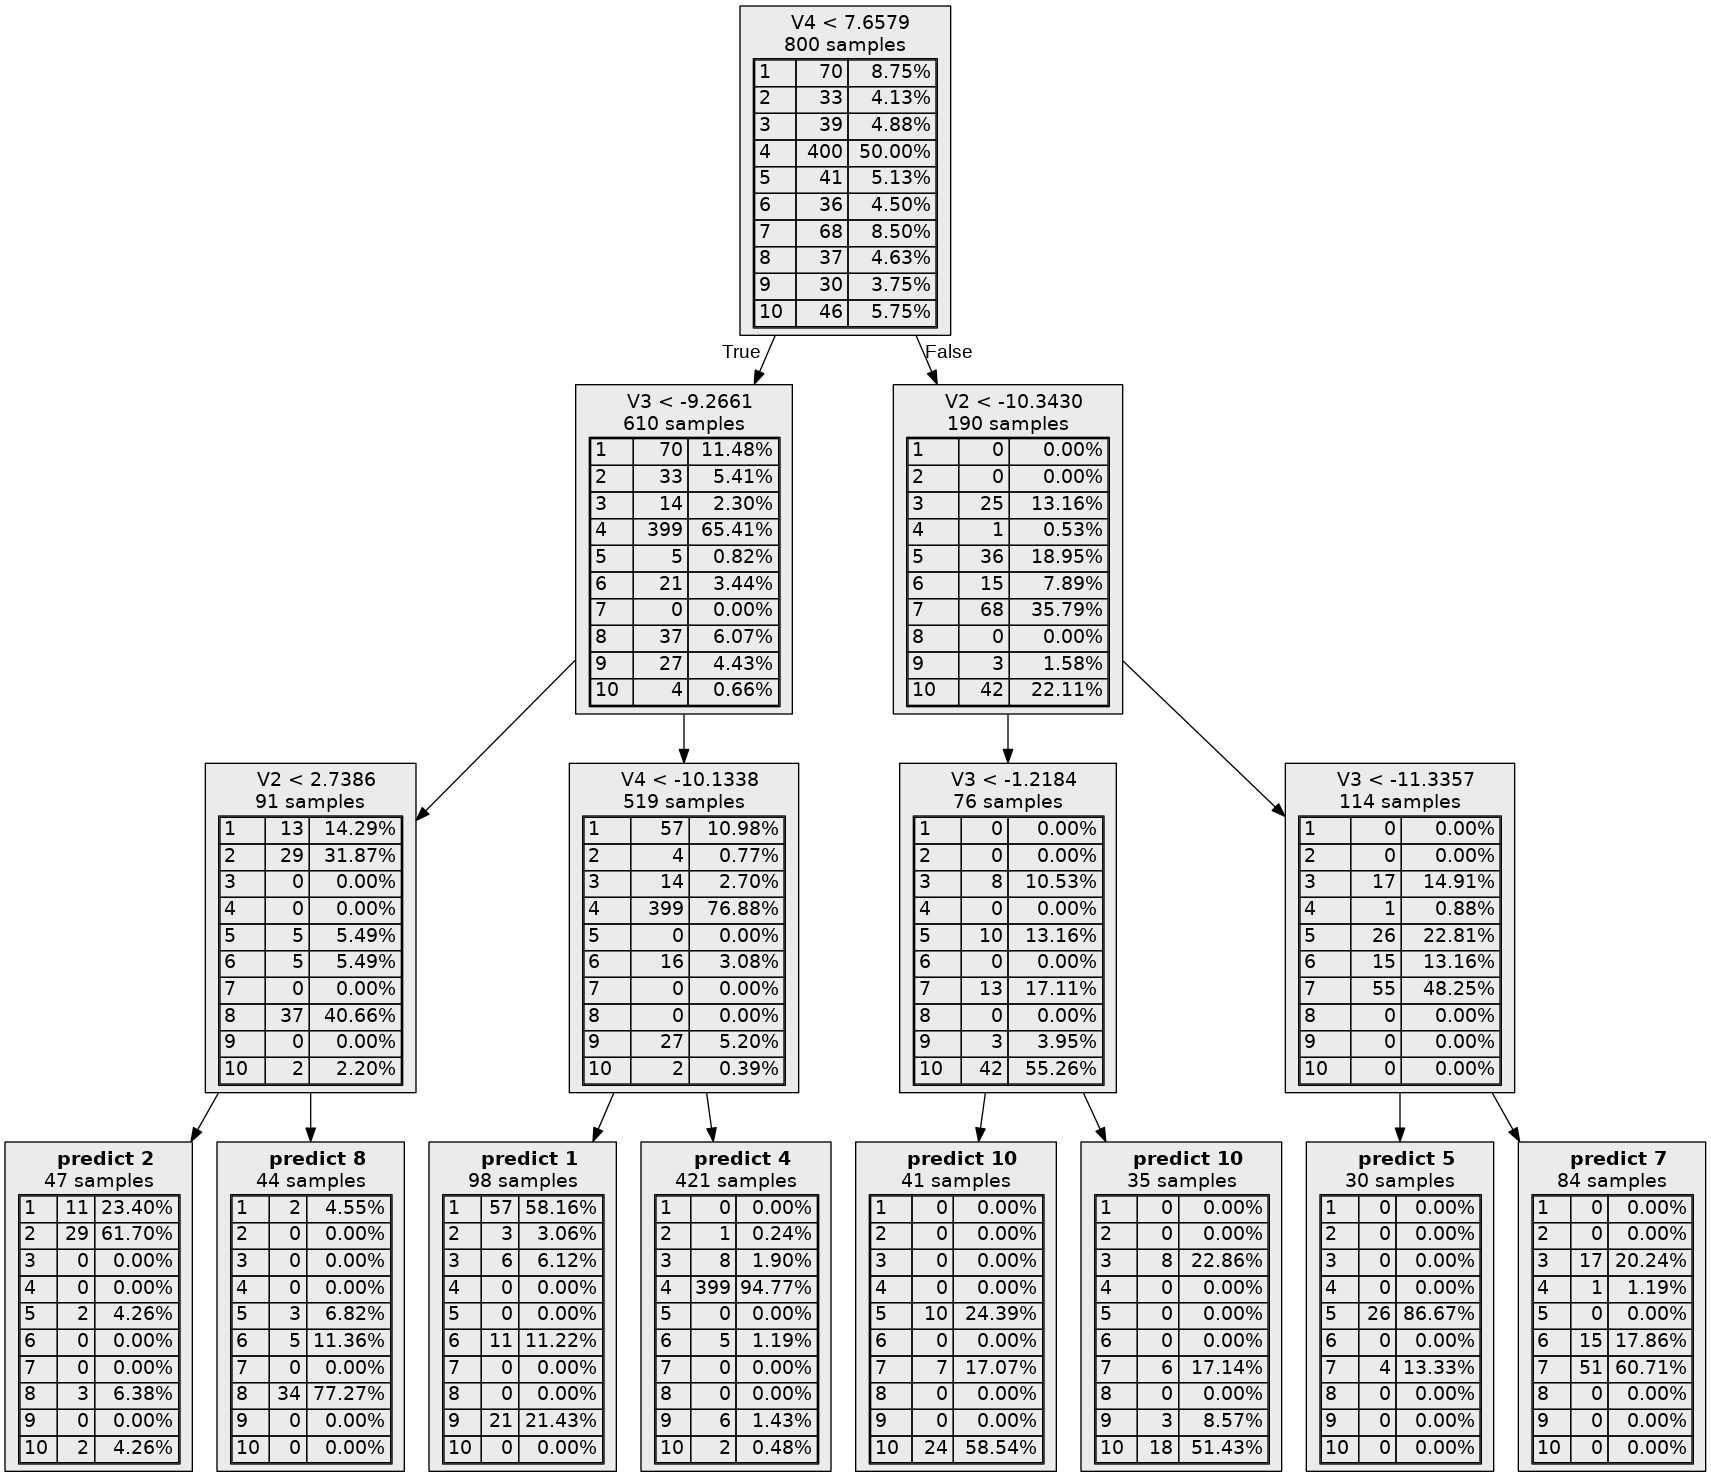 V4 < 7.6579
800 samples
1 70 8.75%
2 33 4.13%
3 39 4.88%
4 400 50.00%
5 41 5.13%
6 36 4.50%
7 68 8.50%
8 37 4.63%
9 30 3.75%
10 46 5.75%
True
False
V3 < -9.2661
610 samples
1 70 11.48%
2 33 5.41%
3 14 2.30%
4 399 65.41%
5 5 0.82%
6 21 3.44%
7 0 0.00%
8 37 6.07%
9 27 4.43%
10 4 0.66%
V2 < -10.3430
190 samples
1 0 0.00%
2 0 0.00%
3 25 13.16%
4 1 0.53%
5 36 18.95%
6 15 7.89%
7 68 35.79%
8 0 0.00%
9 3 1.58%
10 42 22.11%
V2 < 2.7386
91 samples
1 13 14.29%
2 29 31.87%
3 0 0.00%
4 0 0.00%
5 5 5.49%
6 5 5.49%
7 0 0.00%
8 37 40.66%
9 0 0.00%
10 2 2.20%
V4 < -10.1338
519 samples
1 57 10.98%
2 4 0.77%
3 14 2.70%
4 399 76.88%
5 0 0.00%
6 16 3.08%
7 0 0.00%
8 0 0.00%
9 27 5.20%
10 2 0.39%
V3 < -1.2184
76 samples
1 0 0.00%
2 0 0.00%
3 8 10.53%
4 0 0.00%
5 10 13.16%
6 0 0.00%
7 13 17.11%
8 0 0.00%
9 3 3.95%
10 42 55.26%
V3 < -11.3357
114 samples
1 0 0.00%
2 0 0.00%
3 17 14.91%
4 1 0.88%
5 26 22.81%
6 15 13.16%
7 55 48.25%
8 0 0.00%
9 0 0.00%
10 0 0.00%
predict 2
47 samples
1 11 23.40%
2 29 61.70%
3 0 0.00%
4 0 0.00%
5 2 4.26%
6 0 0.00%
7 0 0.00%
8 3 6.38%
9 0 0.00%
10 2 4.26%
predict 8
44 samples
1 2 4.55%
2 0 0.00%
3 0 0.00%
4 0 0.00%
5 3 6.82%
6 5 11.36%
7 0 0.00%
8 34 77.27%
9 0 0.00%
10 0 0.00%
predict 1
98 samples
1 57 58.16%
2 3 3.06%
3 6 6.12%
4 0 0.00%
5 0 0.00%
6 11 11.22%
7 0 0.00%
8 0 0.00%
9 21 21.43%
10 0 0.00%
predict 4
421 samples
1 0 0.00%
2 1 0.24%
3 8 1.90%
4 399 94.77%
5 0 0.00%
6 5 1.19%
7 0 0.00%
8 0 0.00%
9 6 1.43%
10 2 0.48%
predict 10
41 samples
1 0 0.00%
2 0 0.00%
3 0 0.00%
4 0 0.00%
5 10 24.39%
6 0 0.00%
7 7 17.07%
8 0 0.00%
9 0 0.00%
10 24 58.54%
predict 10
35 samples
1 0 0.00%
2 0 0.00%
3 8 22.86%
4 0 0.00%
5 0 0.00%
6 0 0.00%
7 6 17.14%
8 0 0.00%
9 3 8.57%
10 18 51.43%
predict 5
30 samples
1 0 0.00%
2 0 0.00%
3 0 0.00%
4 0 0.00%
5 26 86.67%
6 0 0.00%
7 4 13.33%
8 0 0.00%
9 0 0.00%
10 0 0.00%
predict 7
84 samples
1 0 0.00%
2 0 0.00%
3 17 20.24%
4 1 1.19%
5 0 0.00%
6 15 17.86%
7 51 60.71%
8 0 0.00%
9 0 0.00%
10 0 0.00%